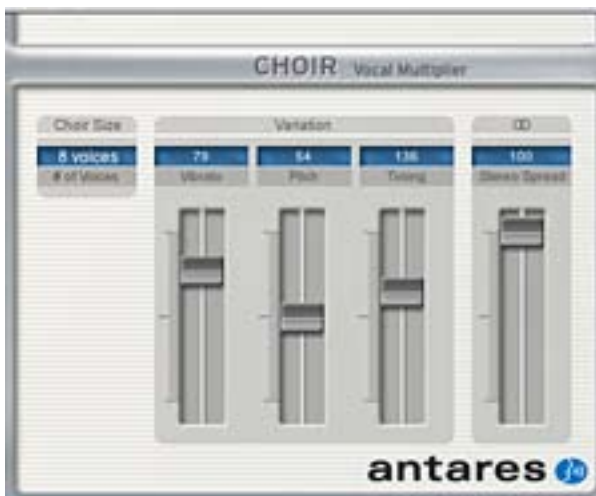 CHOIR Vocal Multiplier
Choir Size Variation
8 voices 79 54 136 100
# of Voices Vibrato Pitch Timing Stereo Spread
antares